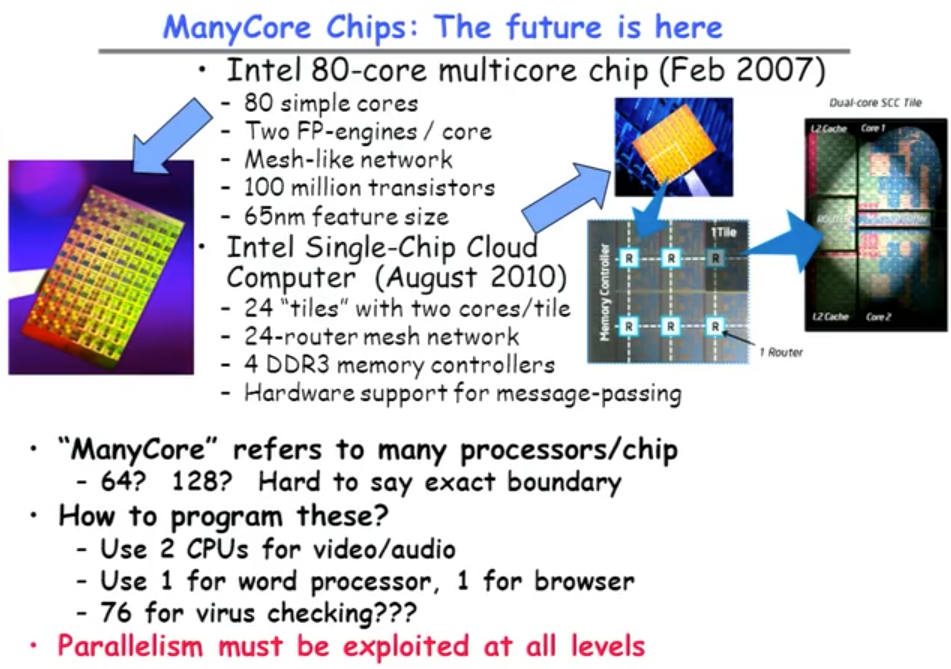 ManyCore Chips: The future is here
• Intel 80-core multicore chip (Feb 2007)
– 80 simple cores
– Two FP-engines / core
– Mesh-like network
– 100 million transistors
– 65nm feature size
• Intel Single-Chip Cloud
Computer (August 2010)
– 24 “tiles” with two cores/tile
– 24-router mesh network
– 4 DDR3 memory controllers
– Hardware support for message-passing
Dual-core SCC Tile
L2 Cache Core 1
Router
L2 Cache Core 2
1 Tile
Memory Controller
R R R
R R R
1 Router
• “ManyCore” refers to many processors/chip
– 64? 128? Hard to say exact boundary
• How to program these?
– Use 2 CPUs for video/audio
– Use 1 for word processor, 1 for browser
– 76 for virus checking???
• Parallelism must be exploited at all levels